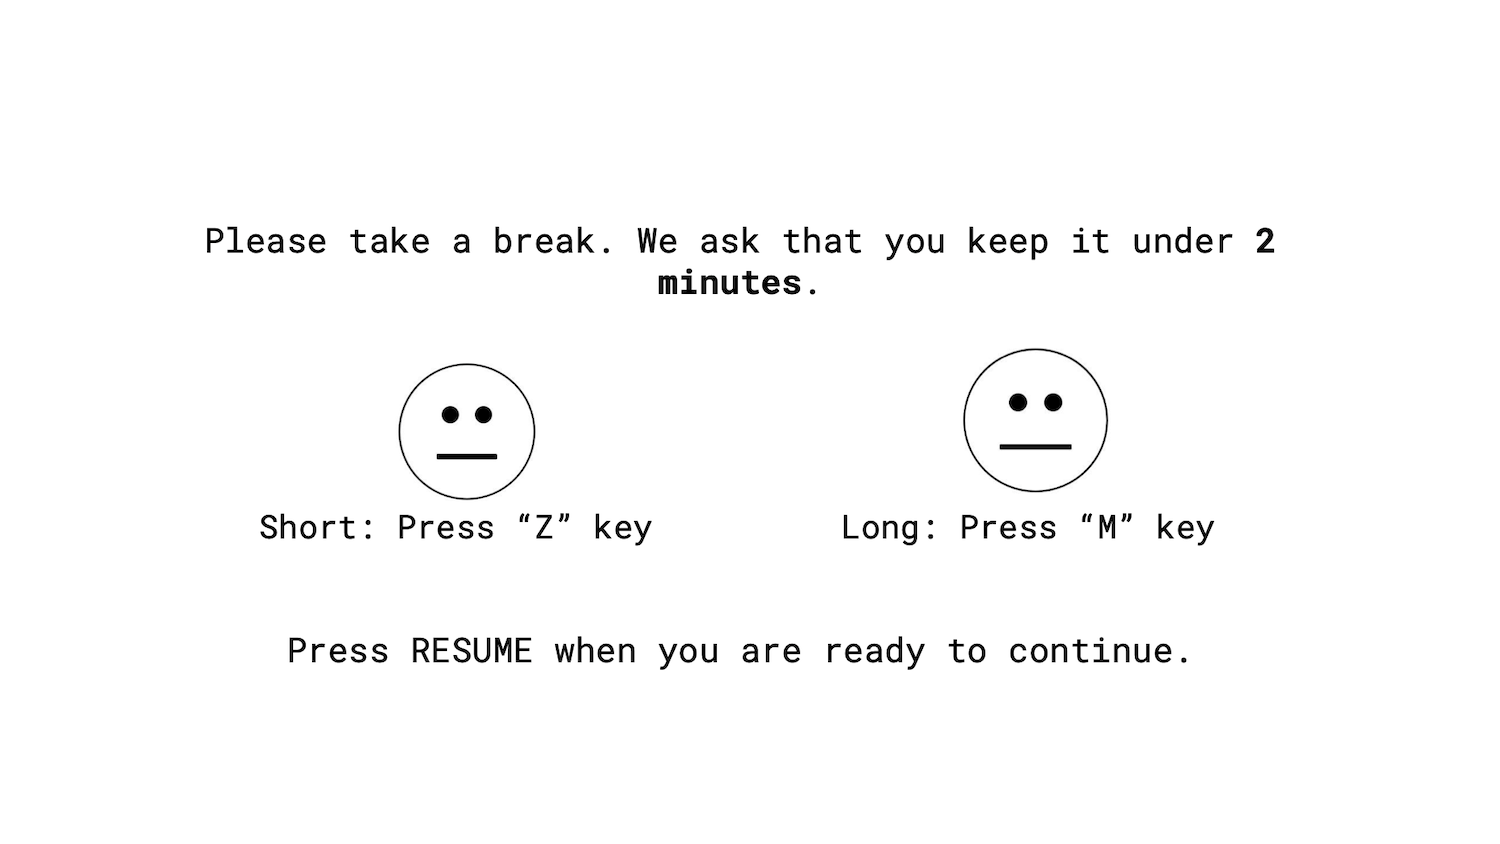 Please take a break. We ask that you keep it under 2
minutes.
Short: Press “Z” key
Long: Press “M” key
Press RESUME when you are ready to continue.